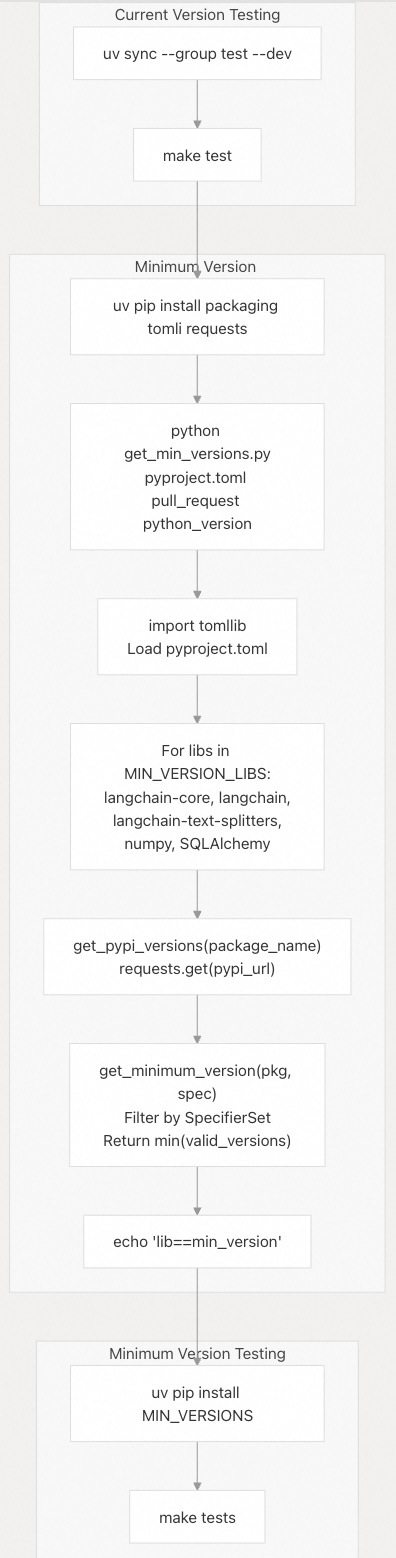 Current Version Testing
uv sync --group test --dev
make test
Minimum Version
uv pip install packaging
tomli requests
python
get_min_versions.py
pyproject.toml
pull_request
python_version
import tomllib
Load pyproject.toml
For libs in
MIN_VERSION_LIBS:
langchain-core, langchain,
langchain-text-splitters,
numpy, SQLAlchemy
get_pypi_versions(package_name)
requests.get(pypi_url)
get_minimum_version(pkg,
spec)
Filter by SpecifierSet
Return min(valid_versions)
echo 'lib==min_version'
Minimum Version Testing
uv pip install
MIN_VERSIONS
make tests